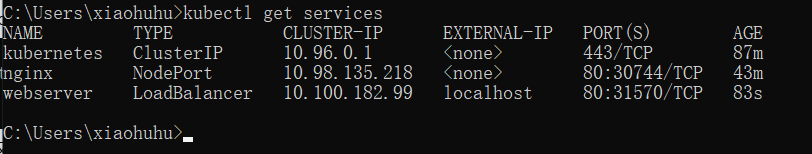 C:\Users\xiaohuhu>kubectl get services
NAME TYPE CLUSTER-IP EXTERNAL-IP PORT(S) AGE
kubernetes ClusterIP 10.96.0.1 <none> 443/TCP 87m
nginx NodePort 10.98.135.218 <none> 80:30744/TCP 43m
webserver LoadBalancer 10.100.182.99 localhost 80:31570/TCP 83s
C:\Users\xiaohuhu>